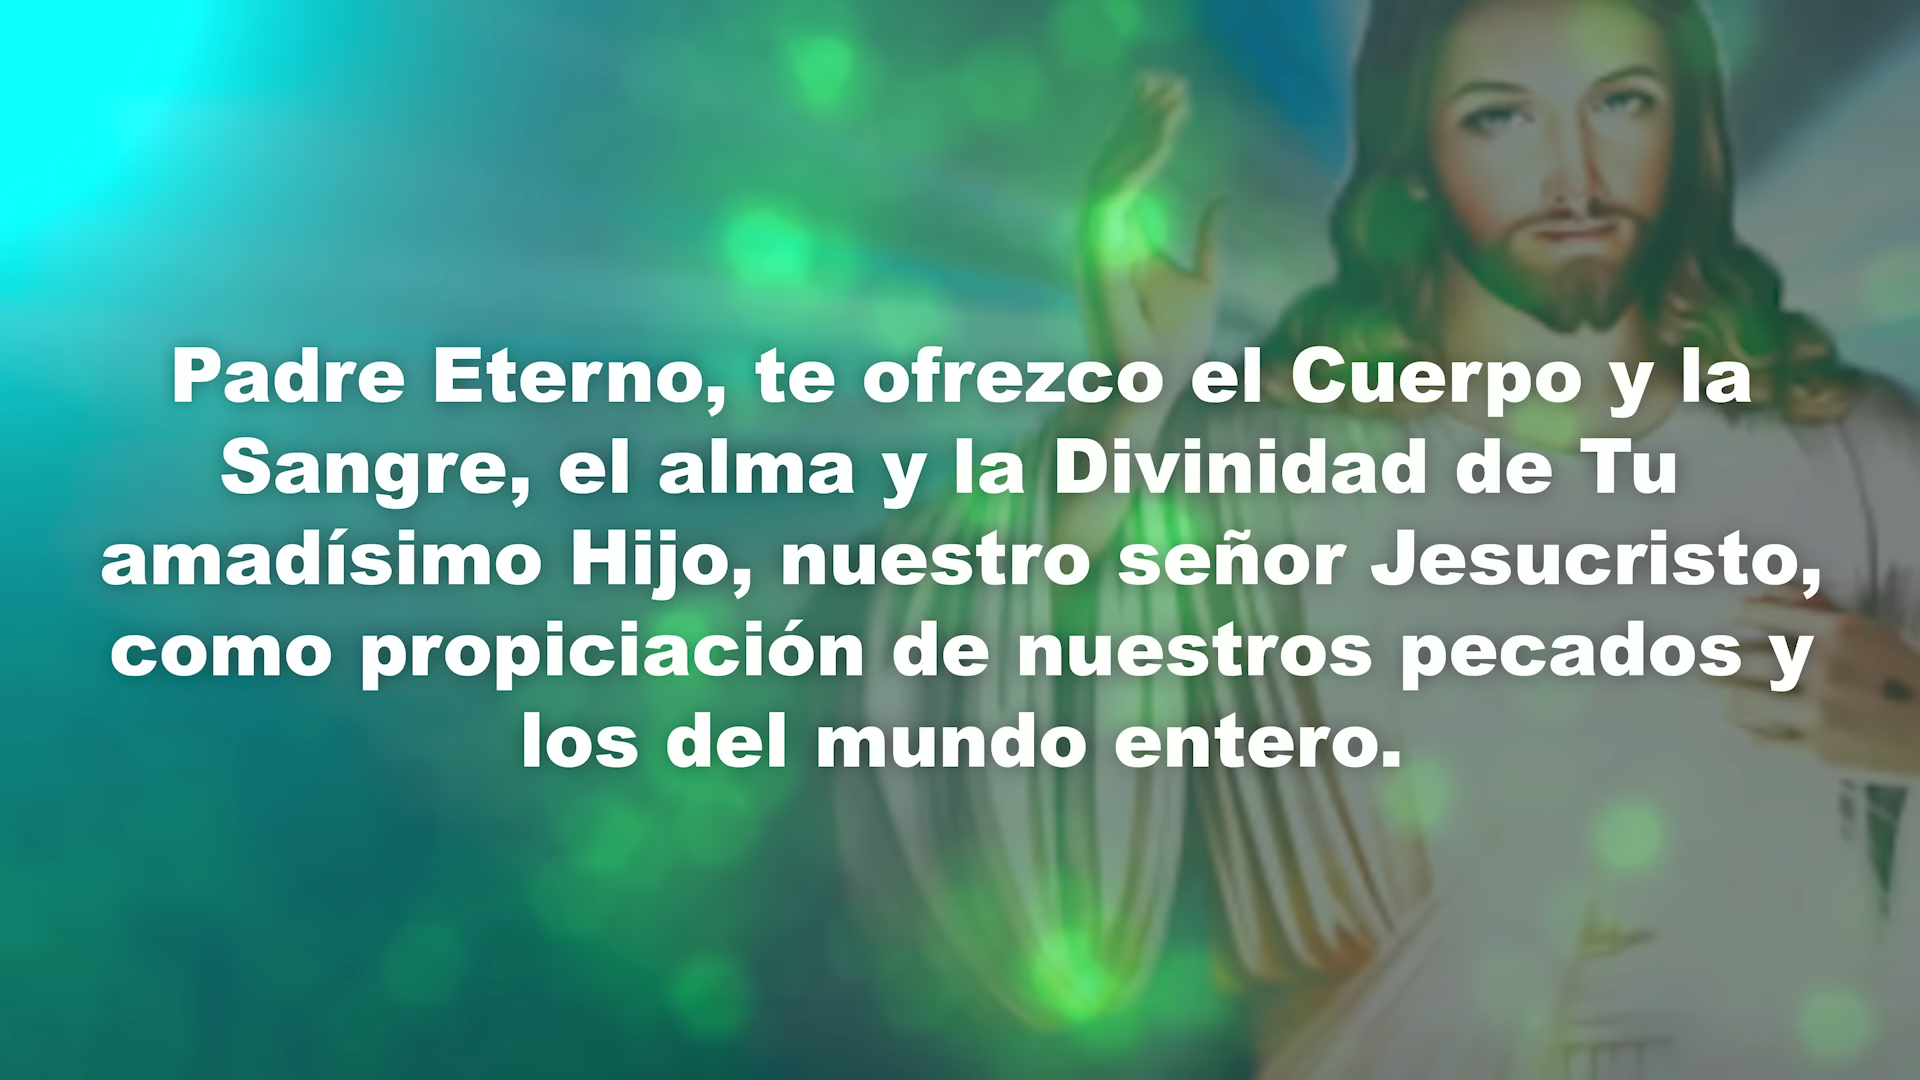 Padre Eterno, te ofrezco el Cuerpo y la
Sangre, el alma y la Divinidad de Tu
amadísimo Hijo, nuestro señor Jesucristo,
como propiciación de nuestros pecados y
los del mundo entero.